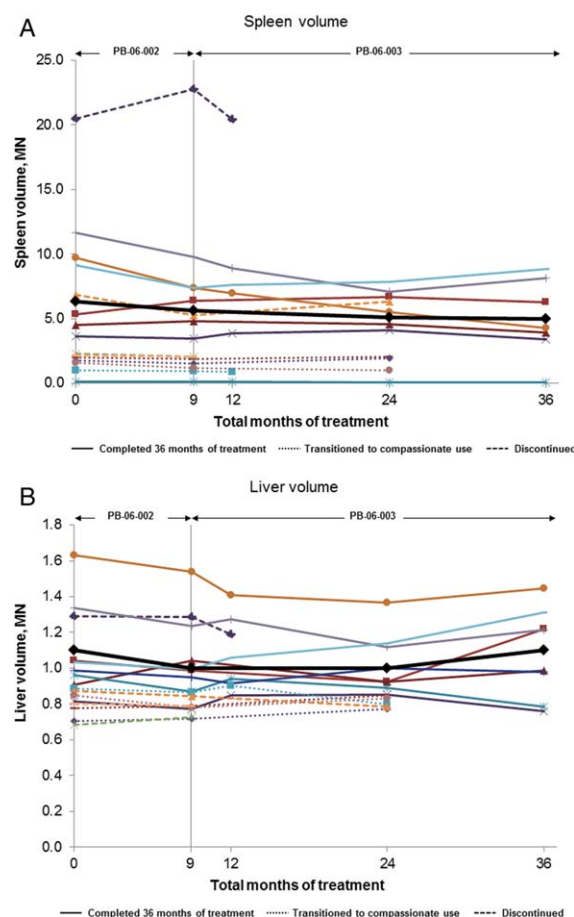 A
Spleen volume
PB-06-002 PB-06-003
25.0
20.0
15.0
10.0
5.0
0.0
Spleen volume, MN
0 9 12 24 36
Total months of treatment
Completed 36 months of treatment Transitioned to compassionate use Discontinued
B
Liver volume
PB-06-002 PB-06-003
1.8
1.6
1.4
1.2
1.0
0.8
0.6
0.4
0.2
0.0
Liver volume, MN
0 9 12 24 36
Total months of treatment
Completed 36 months of treatment Transitioned to compassionate use Discontinued